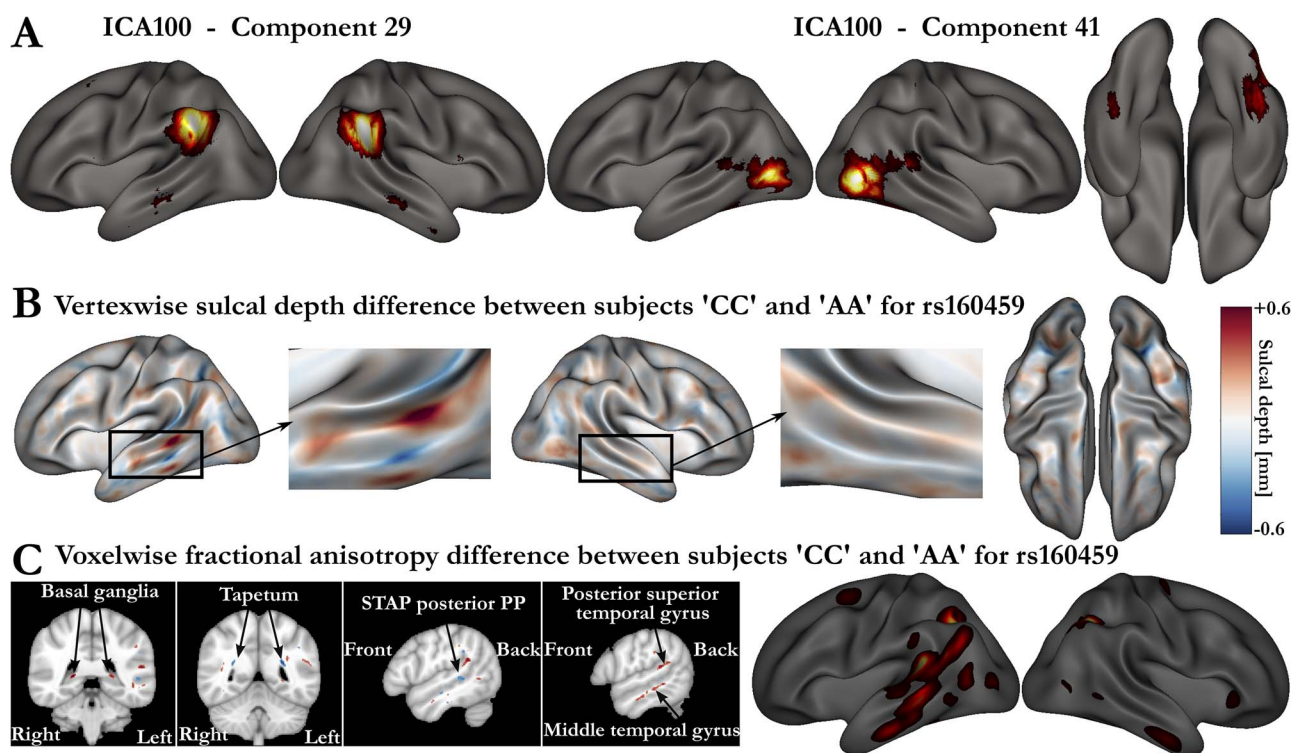 A
ICA100 - Component 29
ICA100 - Component 41
B Vertexwise sulcal depth difference between subjects 'CC' and 'AA' for rs160459
+0.6
Sulcal depth [mm]
-0.6
C Voxelwise fractional anisotropy difference between subjects 'CC' and 'AA' for rs160459
Basal ganglia
Right
Left
Tapetum
Right
Left
STAP posterior PP
Front
Back
Posterior superior
temporal gyrus
Front
Back
Middle temporal gyrus